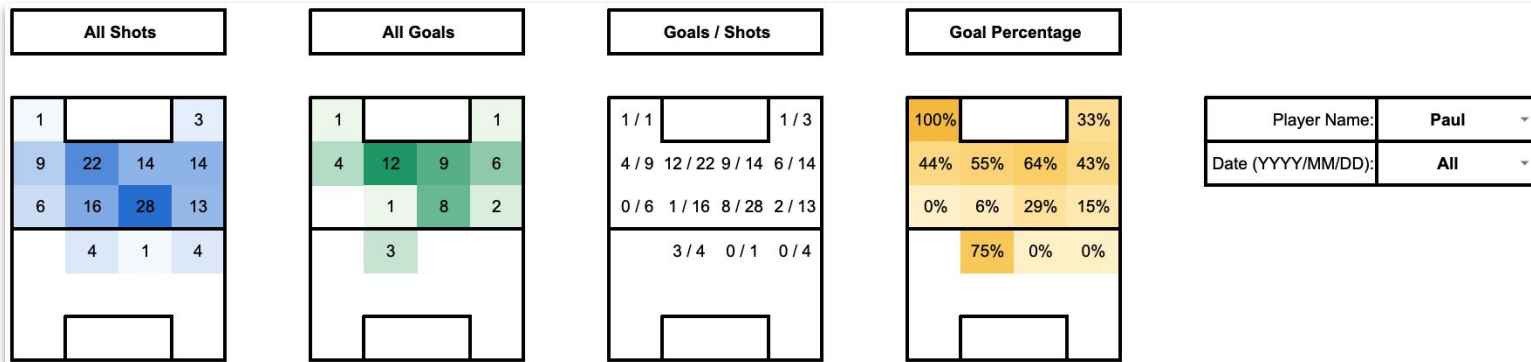 All Shots All Goals Goals / Shots Goal Percentage
1 3 1 1 1 / 1 1 / 3 100% 33% Player Name: Paul
9 22 14 14 4 12 9 6 4 / 9 12 / 22 9 / 14 6 / 14 44% 55% 64% 43% Date (YYYY/MM/DD): All
6 16 28 13 1 8 2 0 / 6 1 / 16 8 / 28 2 / 13 0% 6% 29% 15%
4 1 4 3 3 / 4 0 / 1 0 / 4 75% 0% 0%